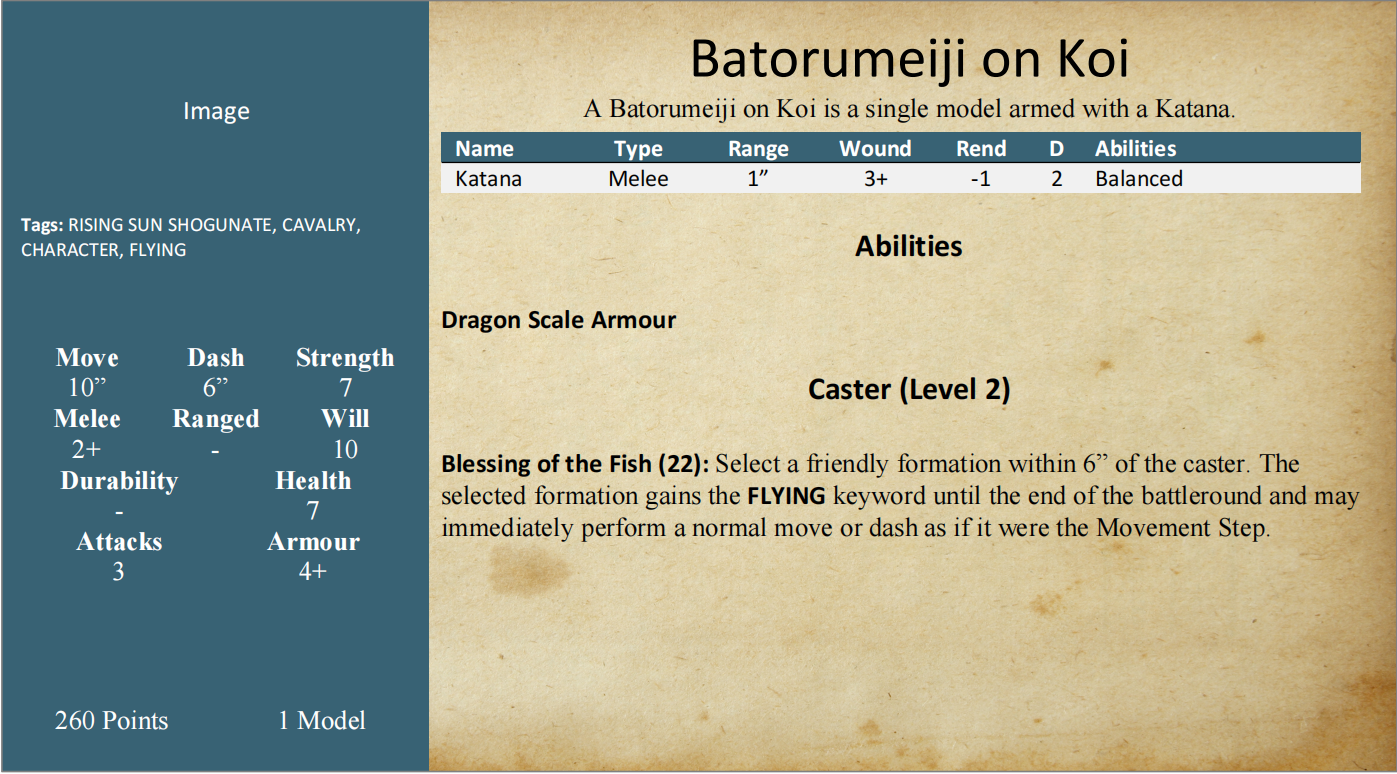 Image
Tags: RISING SUN SHOGUNATE, CAVALRY,
CHARACTER, FLYING
Move Dash Strength
10” 6” 7
Melee Ranged Will
2+ - 10
Durability Health
- 7
Attacks Armour
3 4+
260 Points 1 Model
Batorumeiji on Koi
A Batorumeiji on Koi is a single model armed with a Katana.
Name Type Range Wound Rend D Abilities
Katana Melee 1” 3+ -1 2 Balanced
Abilities
Dragon Scale Armour
Caster (Level 2)
Blessing of the Fish (22): Select a friendly formation within 6” of the caster. The
selected formation gains the FLYING keyword until the end of the battleround and may
immediately perform a normal move or dash as if it were the Movement Step.